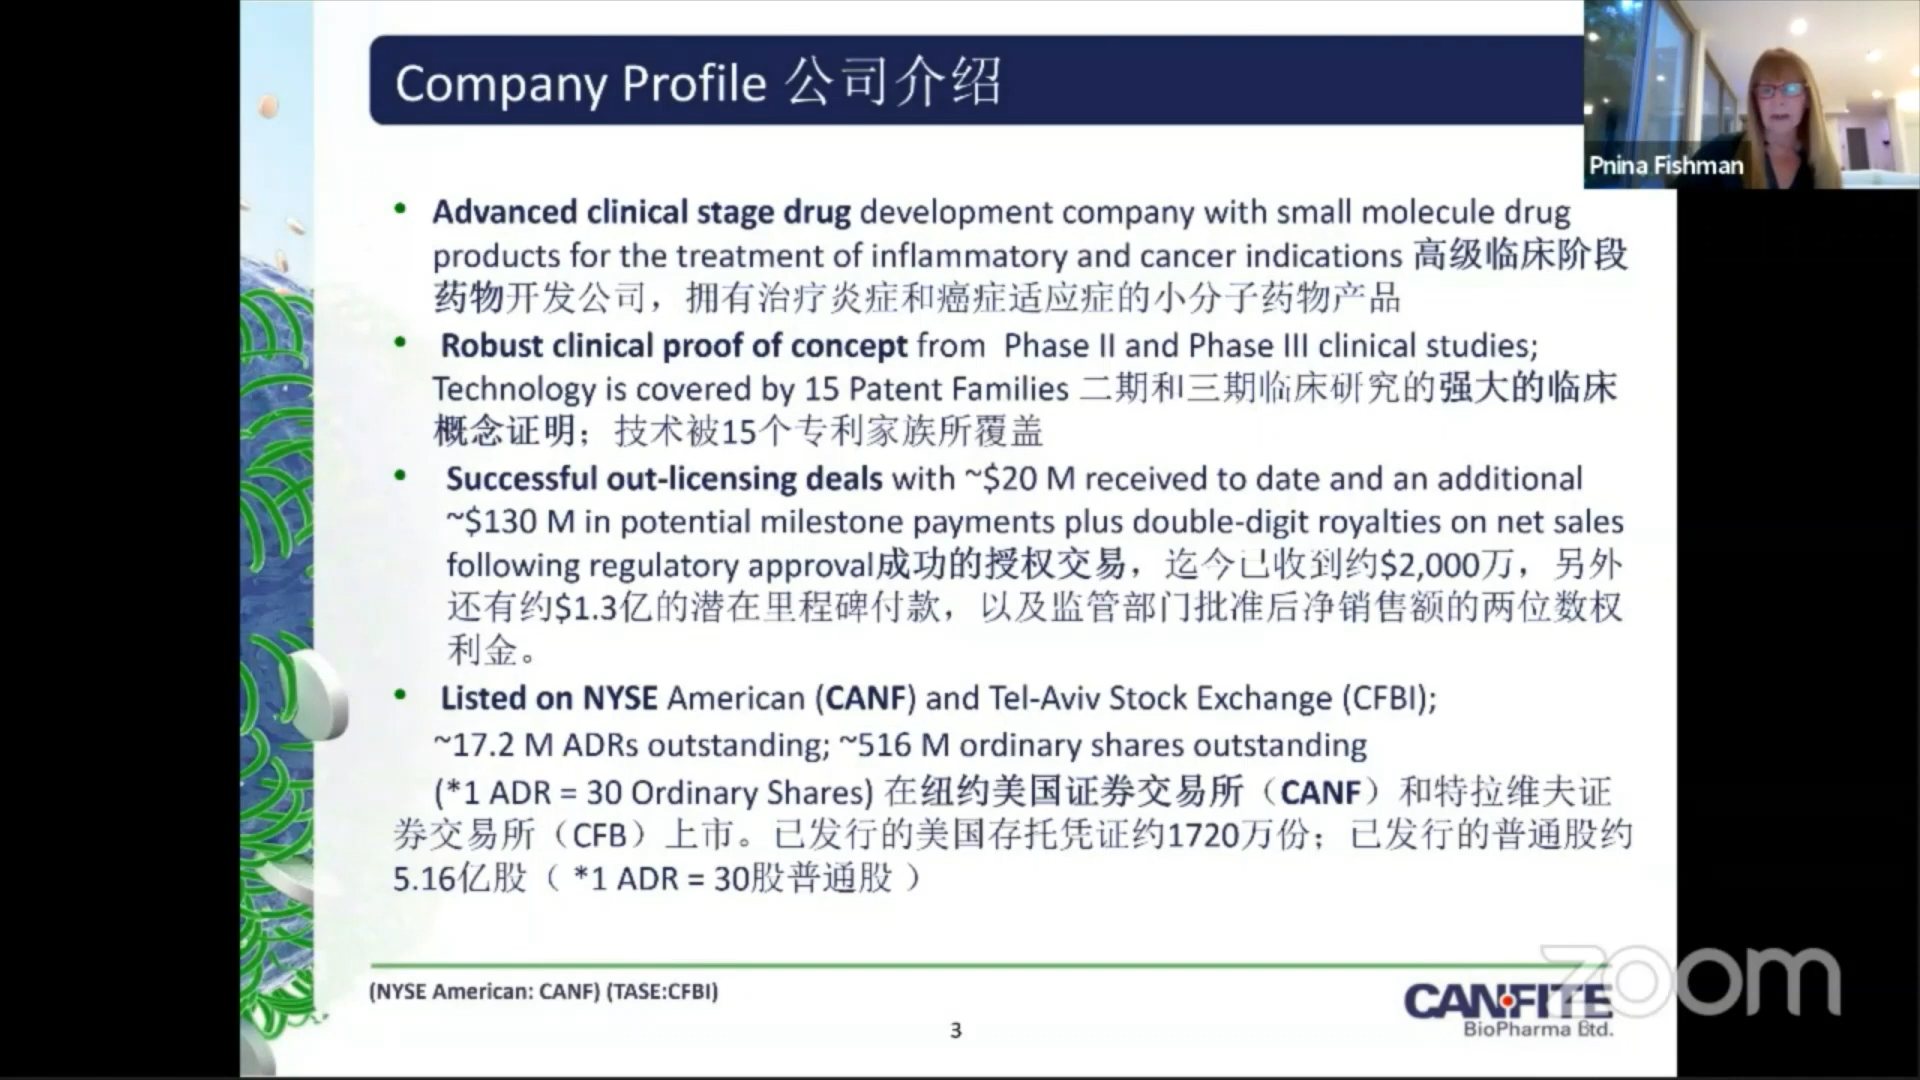 Company Profile 公司介绍
Pnina Fishman
• Advanced clinical stage drug development company with small molecule drug
products for the treatment of inflammatory and cancer indications 高级临床阶段
药物开发公司，拥有治疗炎症和癌症适应症的小分子药物产品
• Robust clinical proof of concept from Phase II and Phase III clinical studies;
Technology is covered by 15 Patent Families 二期和三期临床研究的强大的临床
概念证明；技术被15个专利家族所覆盖
• Successful out-licensing deals with ~$20 M received to date and an additional
~$130 M in potential milestone payments plus double-digit royalties on net sales
following regulatory approval成功的授权交易，迄今已收到约$2,000万，另外
还有约$1.3亿的潜在里程碑付款，以及监管部门批准后净销售额的两位数权
利金。
• Listed on NYSE American (CANF) and Tel-Aviv Stock Exchange (CFBI);
~17.2 M ADRs outstanding; ~516 M ordinary shares outstanding
(*1 ADR = 30 Ordinary Shares) 在纽约美国证券交易所（CANF）和特拉维夫证
券交易所（CFB）上市。已发行的美国存托凭证约1720万份；已发行的普通股约
5.16亿股（ *1 ADR = 30股普通股 ）
(NYSE American: CANF) (TASE:CFBI)
3
CANFITE
BioPharma Ltd.
zoom